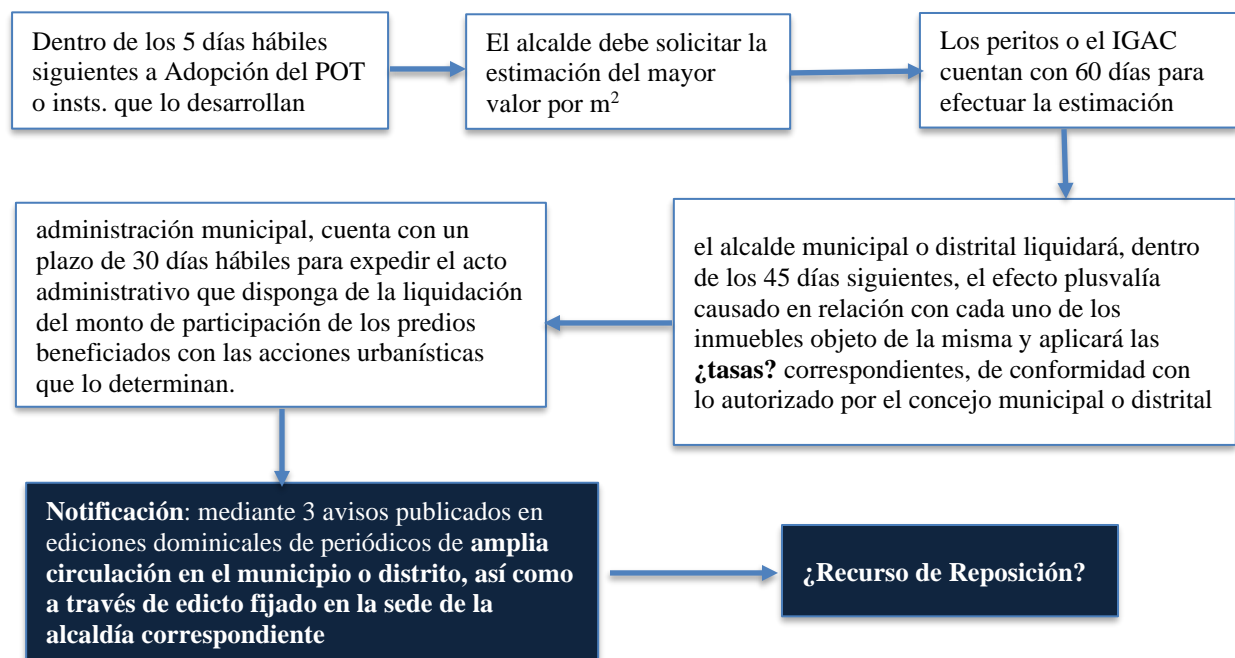 Dentro de los 5 días hábiles
siguientes a Adopción del POT
o insts. que lo desarrollan
El alcalde debe solicitar la
estimación del mayor
valor por m²
Los peritos o el IGAC
cuentan con 60 días para
efectuar la estimación
el alcalde municipal o distrital liquidará, dentro
de los 45 días siguientes, el efecto plusvalía
causado en relación con cada uno de los
inmuebles objeto de la misma y aplicará las
¿tasas? correspondientes, de conformidad con
lo autorizado por el concejo municipal o distrital
administración municipal, cuenta con un
plazo de 30 días hábiles para expedir el acto
administrativo que disponga de la liquidación
del monto de participación de los predios
beneficiados con las acciones urbanísticas
que lo determinan.
Notificación: mediante 3 avisos publicados en
ediciones dominicales de periódicos de amplia
circulación en el municipio o distrito, así como
a través de edicto fijado en la sede de la
alcaldía correspondiente
¿Recurso de Reposición?